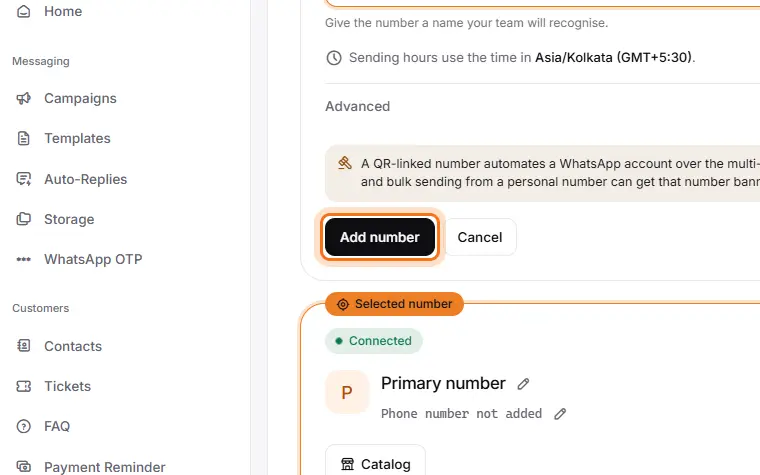 Home
Messaging
Campaigns
Templates
Auto-Replies
Storage
WhatsApp OTP
Customers
Contacts
Tickets
FAQ
Payment Reminder
Give the number a name your team will recognise.
Sending hours use the time in Asia/Kolkata (GMT+5:30).
Advanced
A QR-linked number automates a WhatsApp account over the multi-
and bulk sending from a personal number can get that number
Add number
Cancel
Selected number
Connected
P
Primary number
Phone number not added
Catalog